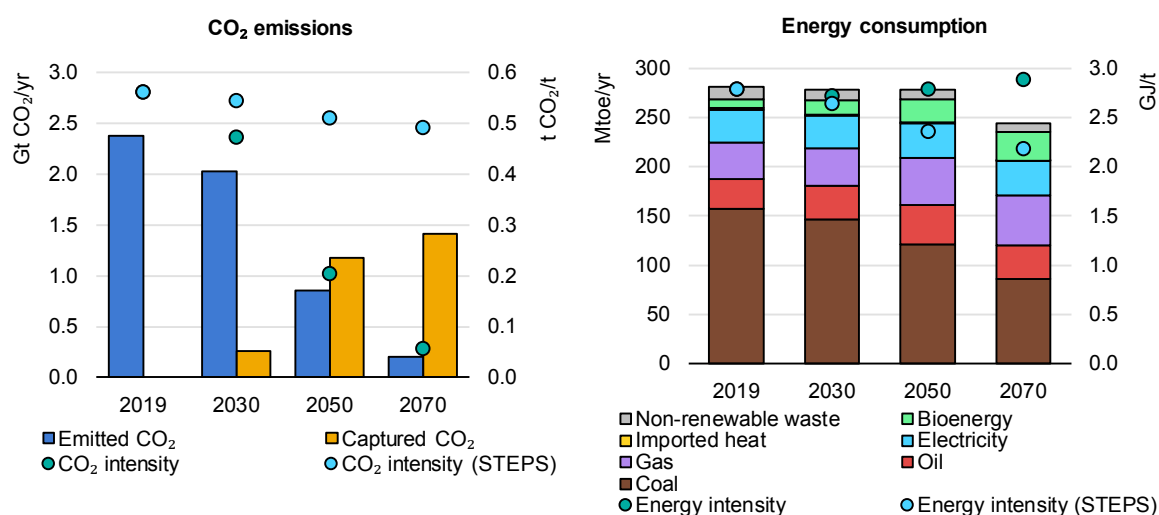 CO₂ emissions
Gt CO₂/yr
3.0
2.5
2.0
1.5
1.0
0.5
0.0
t CO₂/t
0.6
0.5
0.4
0.3
0.2
0.1
0.0
2019 2030 2050 2070
Emitted CO₂ Captured CO₂
CO₂ intensity CO₂ intensity (STEPS)
Energy consumption
Mtoe/yr
300
250
200
150
100
50
0
GJ/t
3.0
2.5
2.0
1.5
1.0
0.5
0.0
2019 2030 2050 2070
Non-renewable waste Bioenergy
Imported heat Electricity
Gas Oil
Coal
Energy intensity Energy intensity (STEPS)